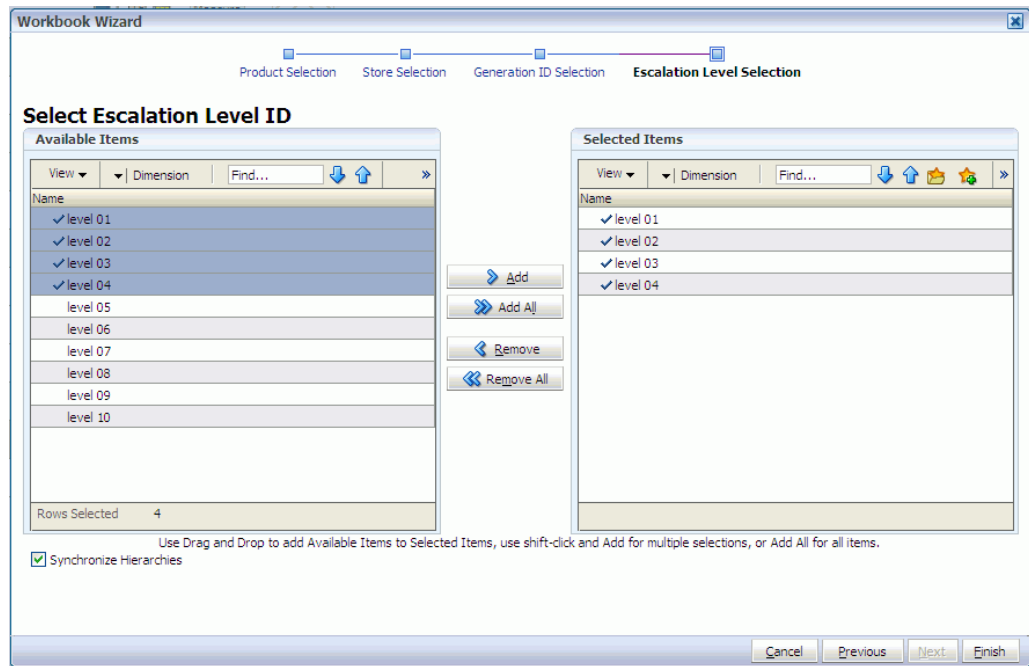 Workbook Wizard
Product Selection Store Selection Generation ID Selection Escalation Level Selection
Select Escalation Level ID
Available Items
View Dimension Find... »
Name
level 01
level 02
level 03
level 04
level 05
level 06
level 07
level 08
level 09
level 10
Rows Selected 4
Add
Add All
Remove
Remove All
Selected Items
View Dimension Find... »
Name
level 01
level 02
level 03
level 04
Use Drag and Drop to add Available Items to Selected Items, use shift-click and Add for multiple selections, or Add All for all items.
Synchronize Hierarchies
Cancel Previous Next Finish